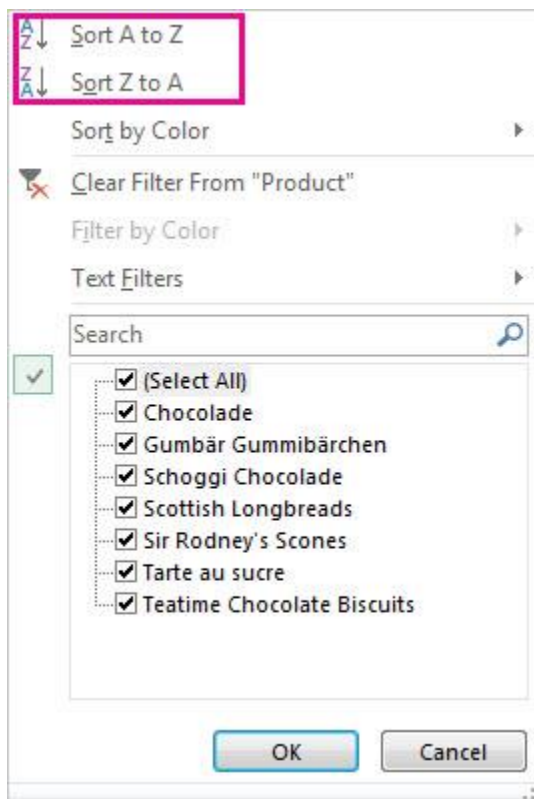 Sort A to Z
Sort Z to A
Sort by Color
Clear Filter From "Product"
Filter by Color
Text Filters
Search
(Select All)
Chocolade
Gumbär Gummibärchen
Schoggi Chocolade
Scottish Longbreads
Sir Rodney's Scones
Tarte au sucre
Teatime Chocolate Biscuits
OK Cancel